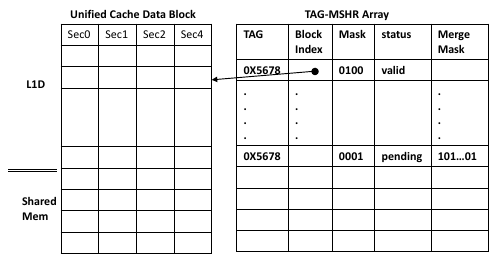 Unified Cache Data Block
TAG-MSHR Array
Sec0 Sec1 Sec2 Sec4
TAG Block Index Mask status Merge Mask
L1D
0X5678 0100 valid
. . .
. . .
. . .
. . .
0X5678 0001 pending 101...01
Shared
Mem